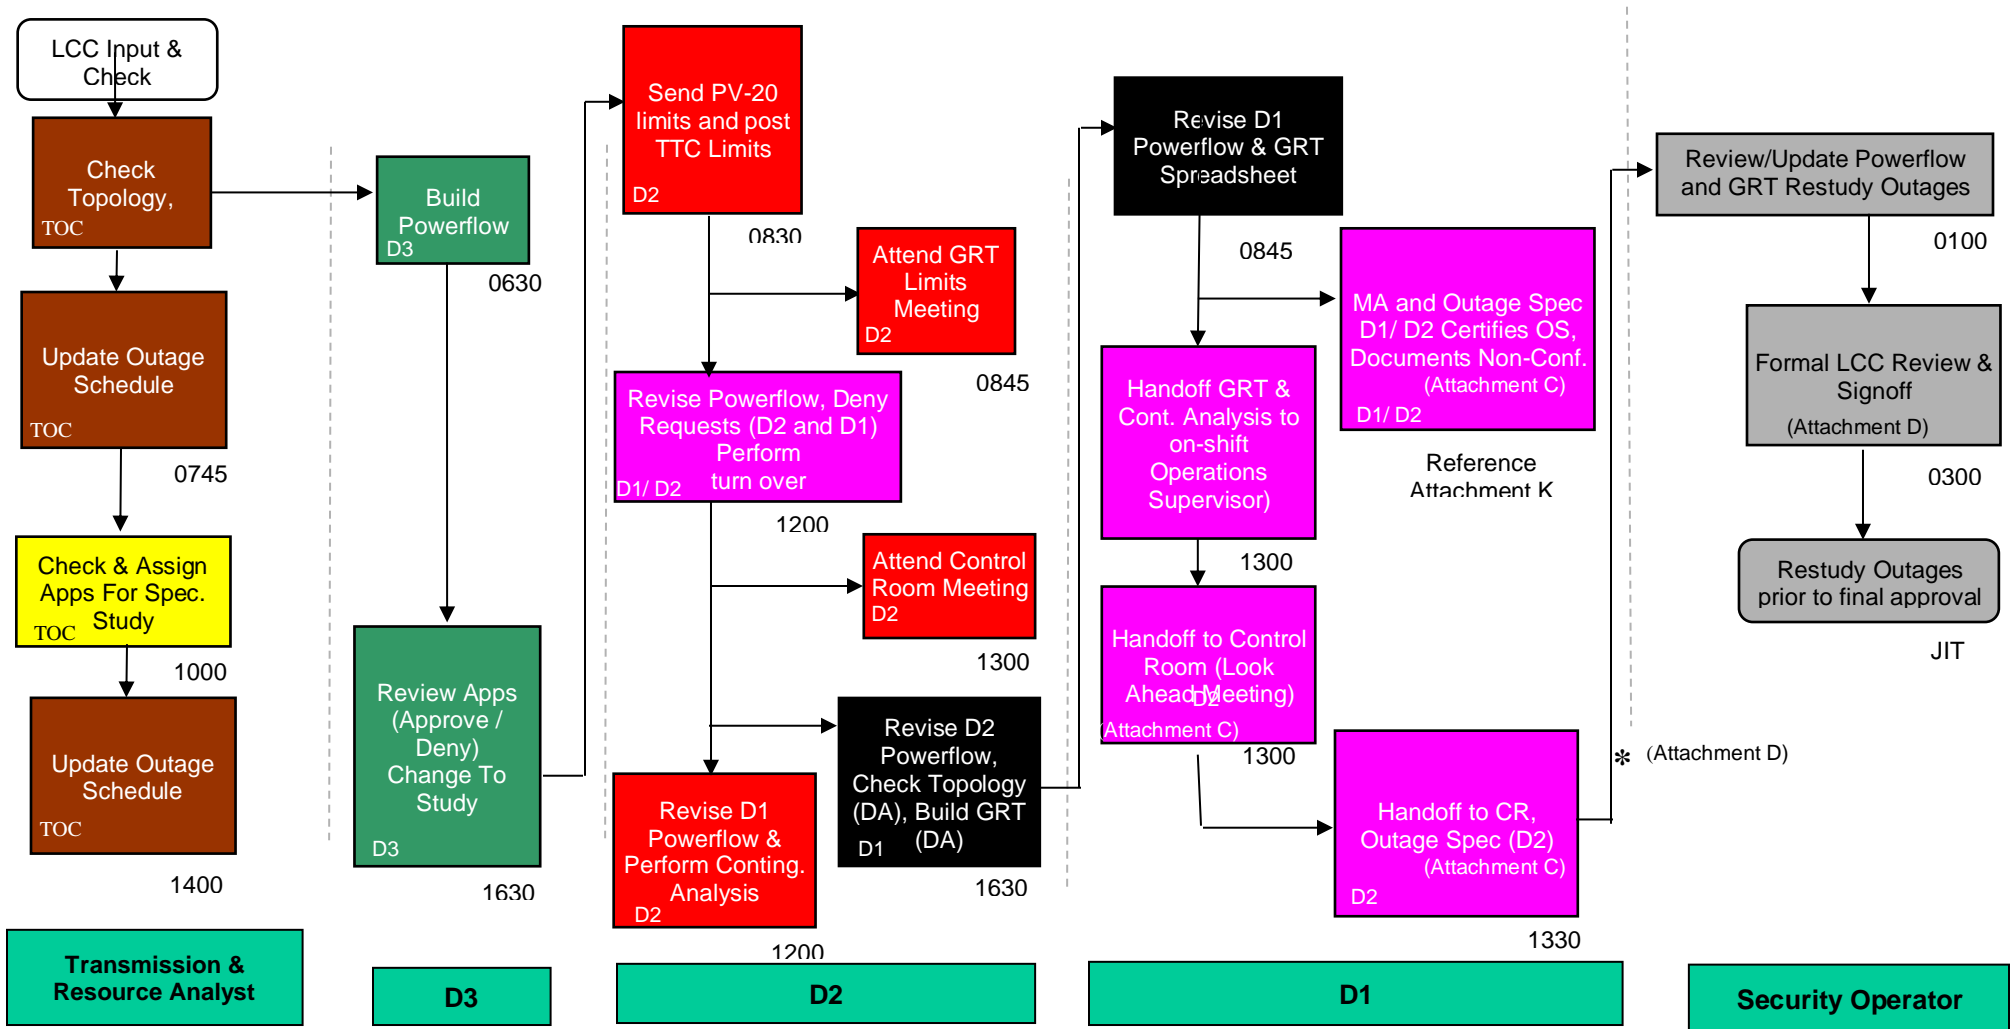 LCC Input &
Check
Check
Topology,
TOC
Update Outage
Schedule
TOC
0745
Check & Assign
Apps For Spec.
Study
TOC
1000
Update Outage
Schedule
TOC
1400
Transmission &
Resource Analyst
Build
Powerflow
D3
0630
Review Apps
(Approve /
Deny)
Change To
Study
D3
1630
D3
Send PV-20
limits and post
TTC Limits
D2
0830
Attend GRT
Limits
Meeting
D2
0845
Revise Powerflow, Deny
Requests (D2 and D1)
Perform
turn over
D1/ D2
1200
Attend Control
Room Meeting
D2
1300
Revise D2
Powerflow,
Check Topology
(DA), Build GRT
(DA)
D1
1630
Revise D1
Powerflow &
Perform Conting.
Analysis
D2
1200
D2
Revise D1
Powerflow & GRT
Spreadsheet
0845
MA and Outage Spec
D1/ D2 Certifies OS,
Documents Non-Conf.
(Attachment C)
D1/ D2
Reference
Attachment K
Handoff GRT &
Cont. Analysis to
on-shift
Operations
Supervisor)
1300
Handoff to Control
Room (Look
Ahead Meeting)
D2
(Attachment C)
1300
Handoff to CR,
Outage Spec (D2)
(Attachment C)
D2
1330
D1
* (Attachment D)
Review/Update Powerflow
and GRT Restudy Outages
0100
Formal LCC Review &
Signoff
(Attachment D)
0300
Restudy Outages
prior to final approval
JIT
Security Operator